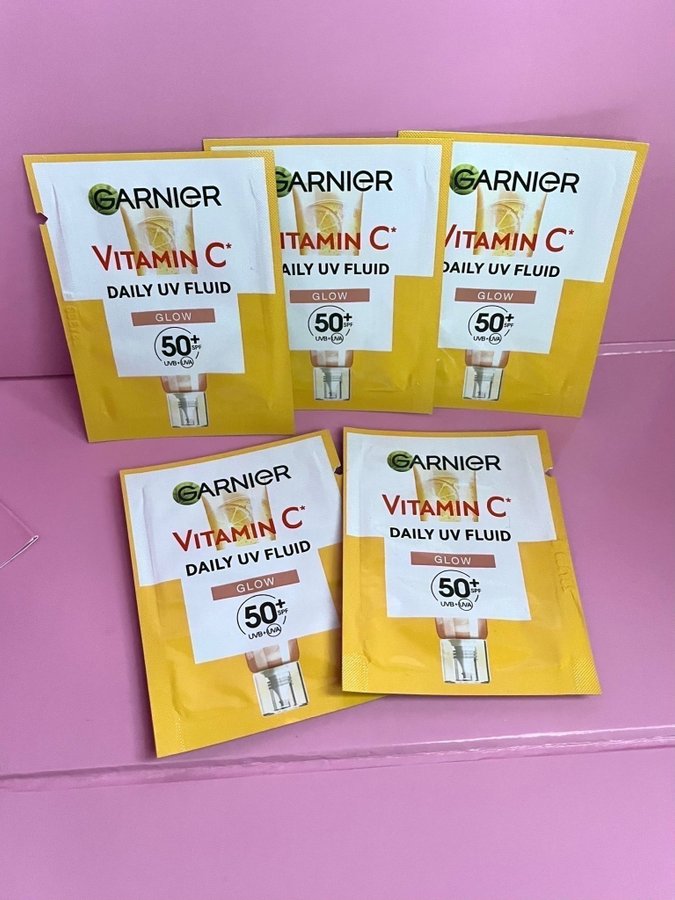 GARNIER
VITAMIN C*
DAILY UV FLUID
GLOW
50+ SPF
UVB+UVA
GARNIER
ITAMIN C*
AILY UV FLUID
GLOW
50+ SPF
UVB+UVA
GARNIER
VITAMIN C*
DAILY UV FLUID
GLOW
50+ SPF
UVB+UVA
GARNIER
VITAMIN C*
DAILY UV FLUID
GLOW
50+ SPF
UVB+UVA
GARNIER
VITAMIN C*
DAILY UV FLUID
GLOW
50+ SPF
UVB+UVA